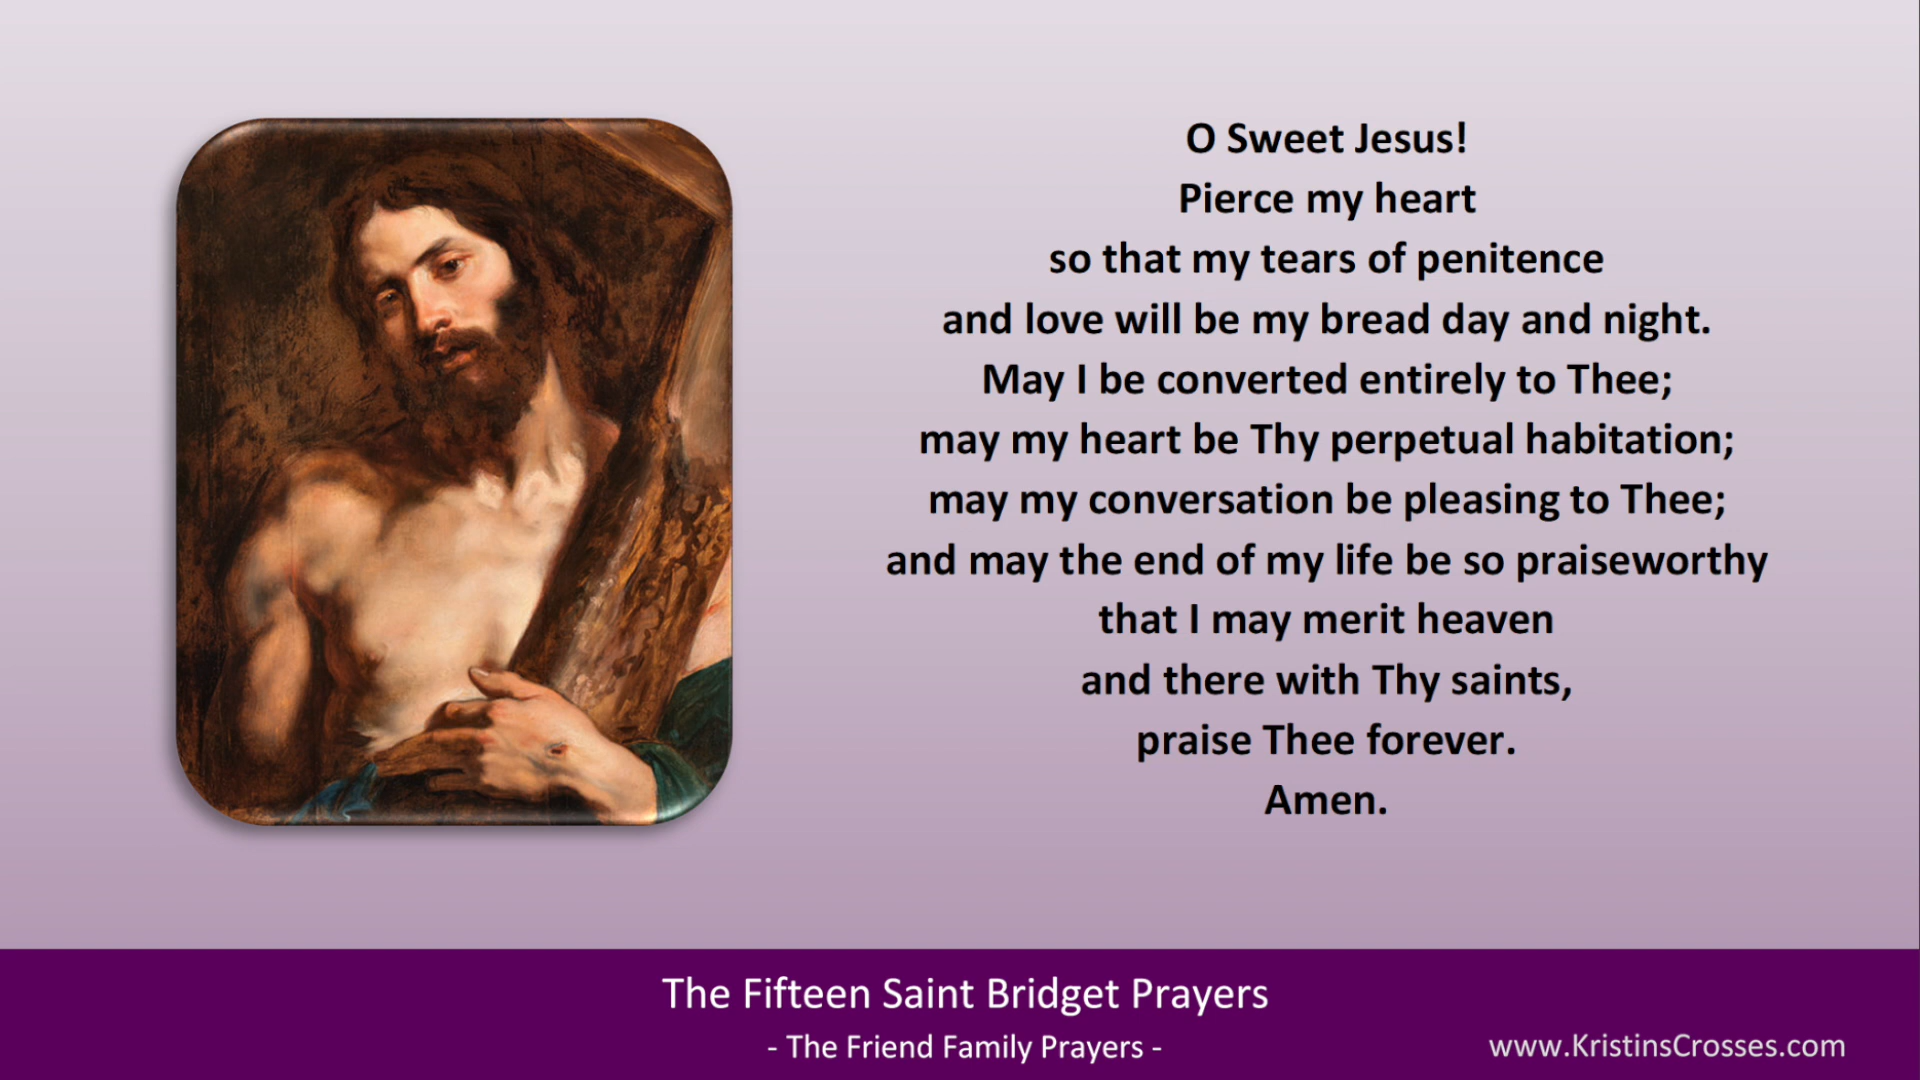 O Sweet Jesus!
Pierce my heart
so that my tears of penitence
and love will be my bread day and night.
May I be converted entirely to Thee;
may my heart be Thy perpetual habitation;
may my conversation be pleasing to Thee;
and may the end of my life be so praiseworthy
that I may merit heaven
and there with Thy saints,
praise Thee forever.
Amen.
The Fifteen Saint Bridget Prayers
- The Friend Family Prayers -
www.KristinsCrosses.com